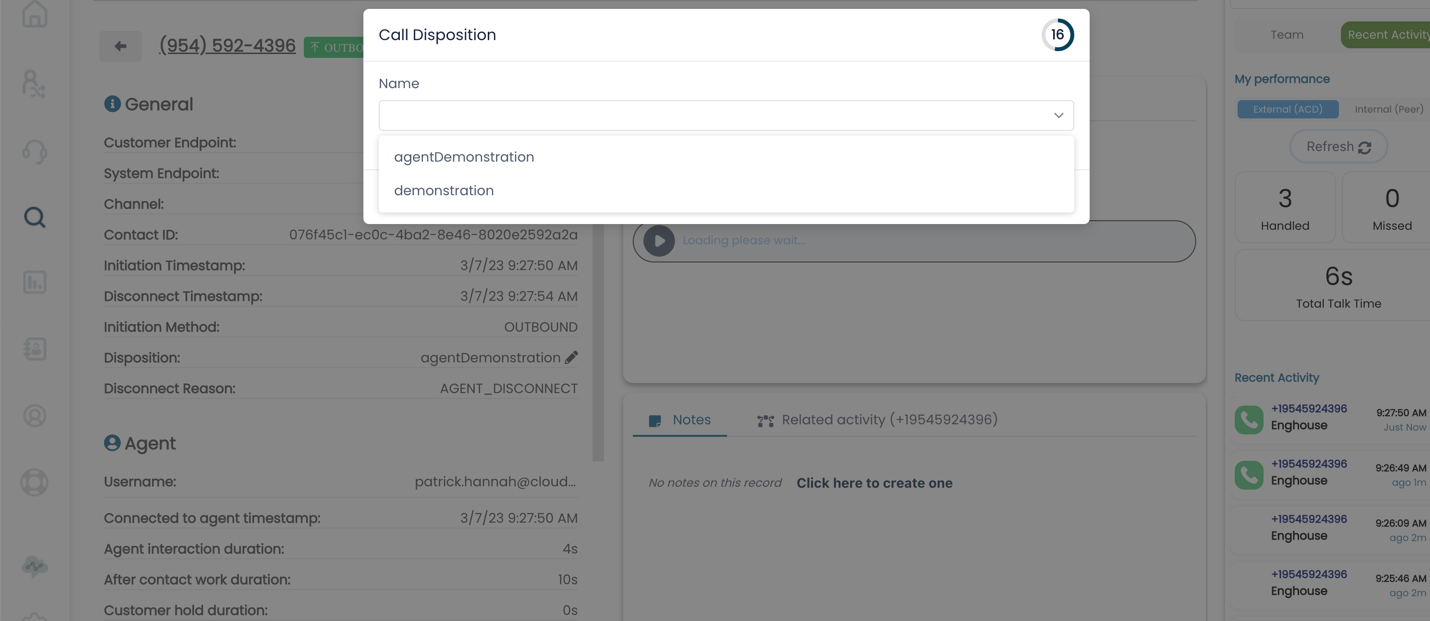 Call Disposition
16
Name
agentDemonstration
demonstration
(954) 592-4396
OUTBO
General
Customer Endpoint:
System Endpoint:
Channel:
Contact ID: 076f45c1-ec0c-4ba2-8e46-8020e2592a2a
Initiation Timestamp: 3/7/23 9:27:50 AM
Disconnect Timestamp: 3/7/23 9:27:54 AM
Initiation Method: OUTBOUND
Disposition: agentDemonstration
Disconnect Reason: AGENT_DISCONNECT
Agent
Username: patrick.hannah@cloud...
Connected to agent timestamp: 3/7/23 9:27:50 AM
Agent interaction duration: 4s
After contact work duration: 10s
Customer hold duration: 0s
Loading please wait...
Notes Related activity (+19545924396)
No notes on this record Click here to create one
Team Recent Activity
My performance
External (ACD) Internal (Peer)
Refresh
3 0
Handled Missed
6s
Total Talk Time
Recent Activity
+19545924396 9:27:50 AM
Enghouse Just Now
+19545924396 9:26:49 AM
Enghouse ago 1m
+19545924396 9:26:09 AM
Enghouse ago 2m
+19545924396 9:25:46 AM
Enghouse ago 2m